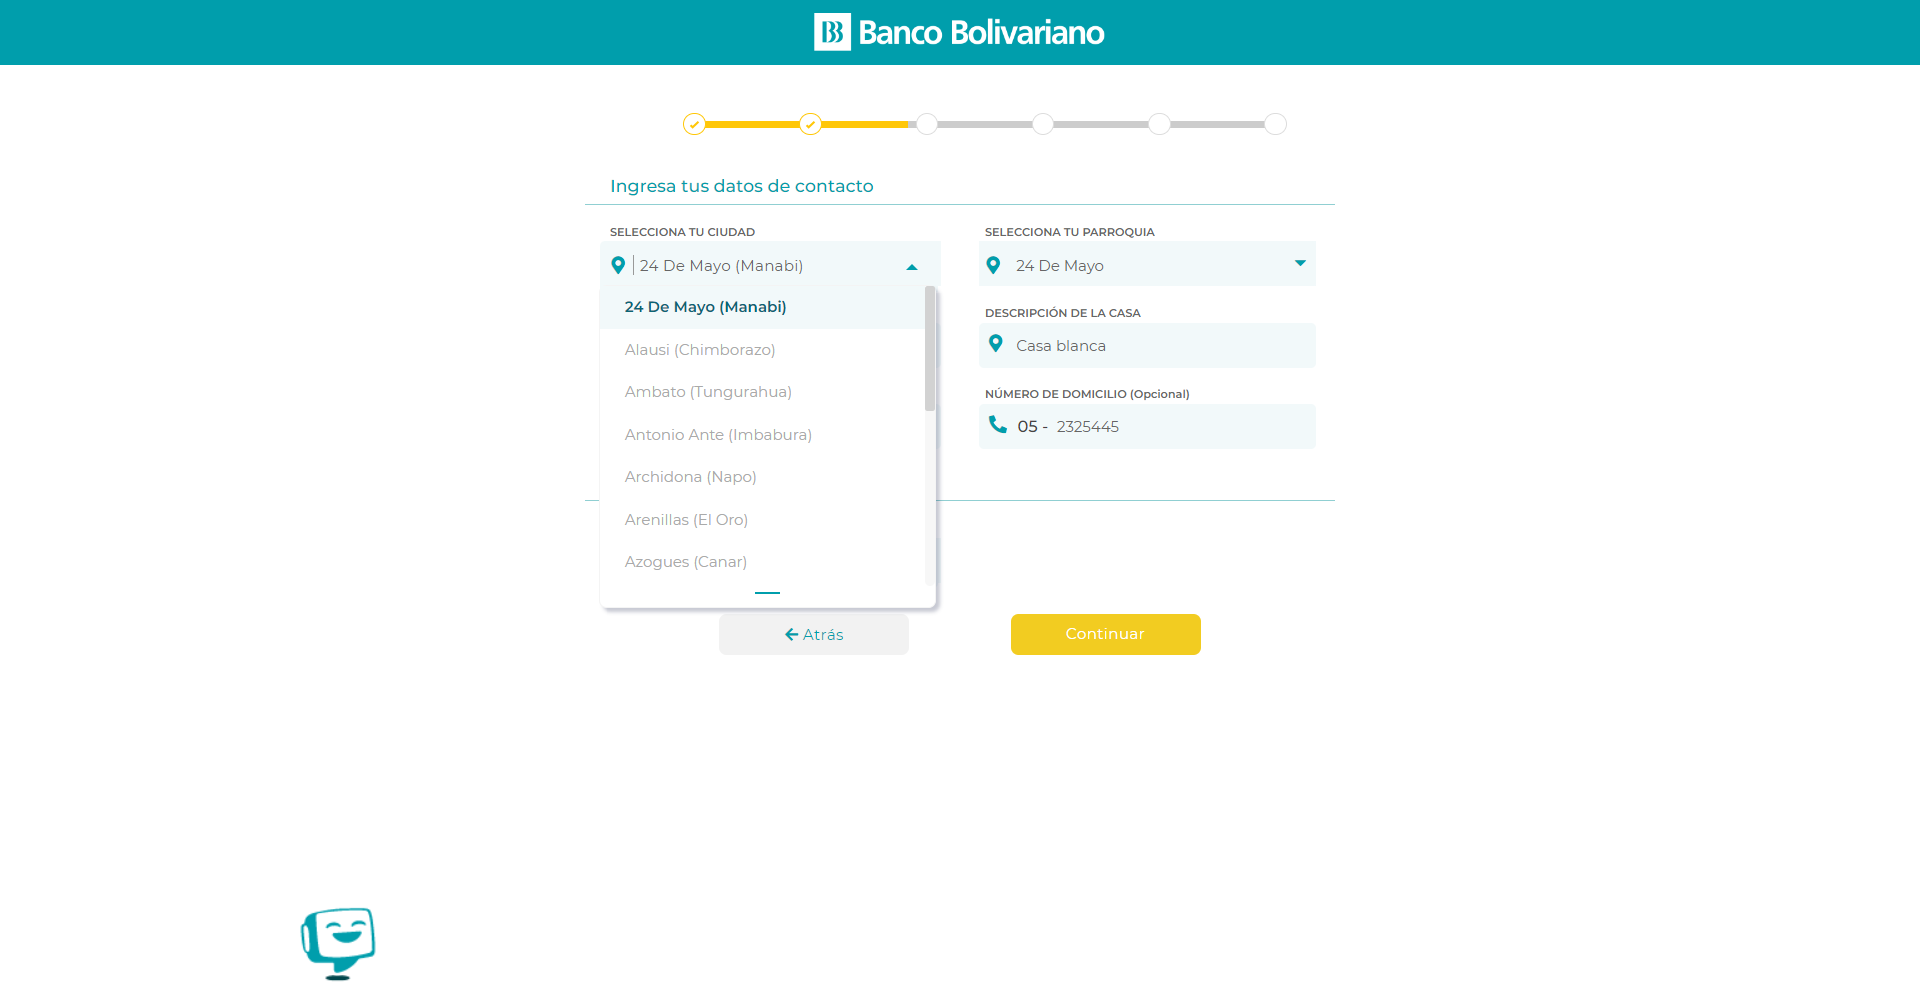 Banco Bolivariano
Ingresa tus datos de contacto
SELECCIONA TU CIUDAD
24 De Mayo (Manabi)
24 De Mayo (Manabi)
Alausi (Chimborazo)
Ambato (Tungurahua)
Antonio Ante (Imbabura)
Archidona (Napo)
Arenillas (El Oro)
Azogues (Canar)
SELECCIONA TU PARROQUIA
24 De Mayo
DESCRIPCIÓN DE LA CASA
Casa blanca
NÚMERO DE DOMICILIO (Opcional)
05 - 2325445
Atrás
Continuar